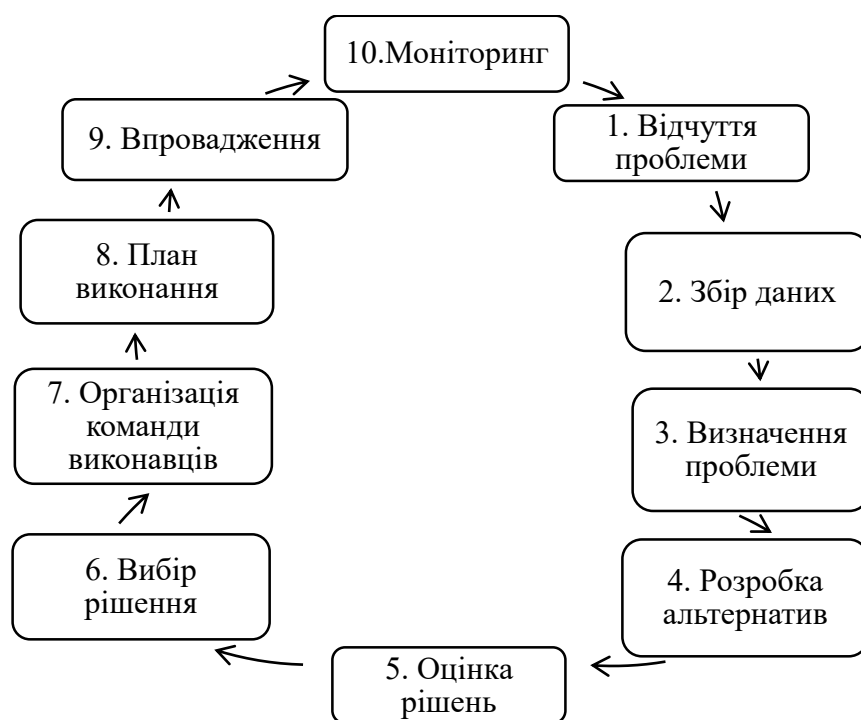 10.Моніторинг
1. Відчуття
проблеми
2. Збір даних
3. Визначення
проблеми
4. Розробка
альтернатив
5. Оцінка
рішень
6. Вибір
рішення
7. Організація
команди
виконавців
8. План
виконання
9. Впровадження